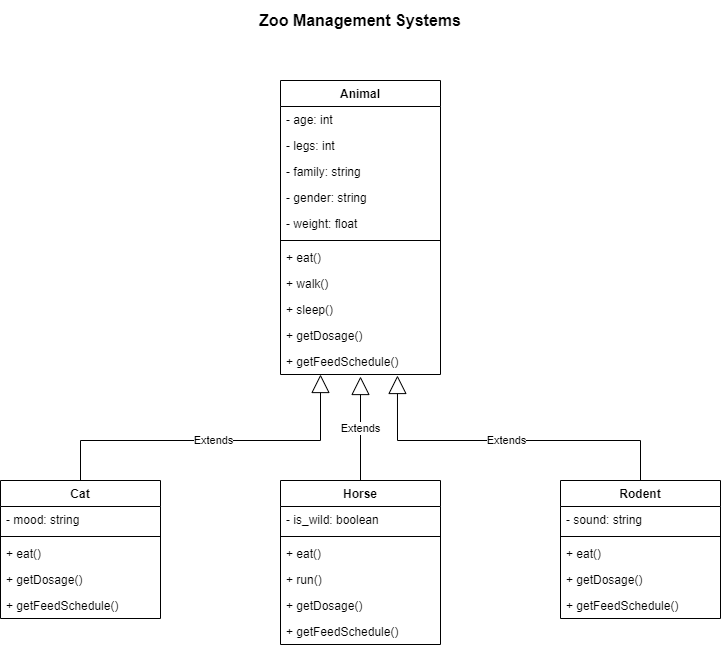 Zoo Management Systems
Animal
- age: int
- legs: int
- family: string
- gender: string
- weight: float
+ eat()
+ walk()
+ sleep()
+ getDosage()
+ getFeedSchedule()
Extends
Extends
Extends
Cat
- mood: string
+ eat()
+ getDosage()
+ getFeedSchedule()
Horse
- is_wild: boolean
+ eat()
+ run()
+ getDosage()
+ getFeedSchedule()
Rodent
- sound: string
+ eat()
+ getDosage()
+ getFeedSchedule()